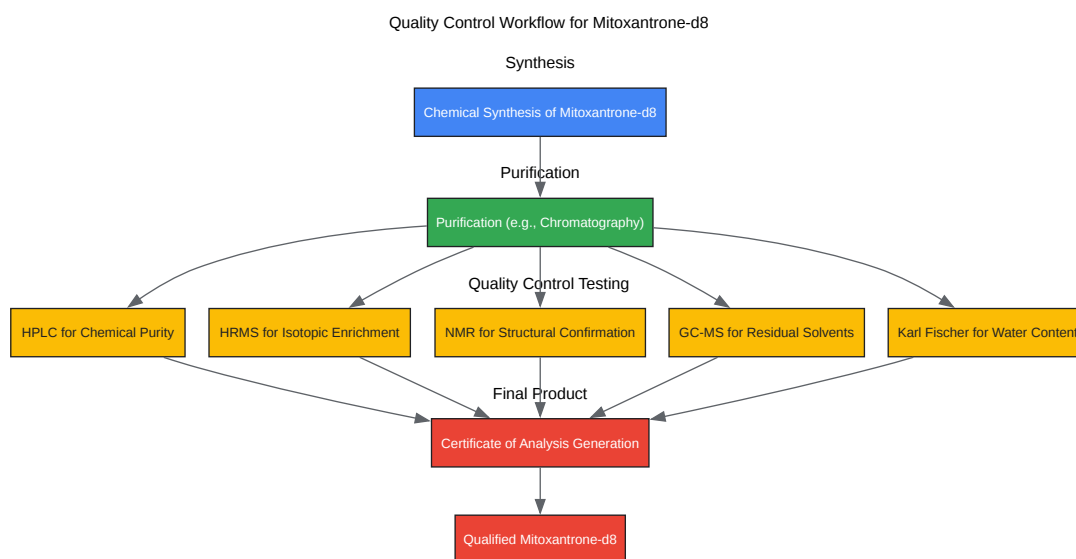 Quality Control Workflow for Mitoxantrone-d8
Synthesis
Chemical Synthesis of Mitoxantrone-d8
Purification
Purification (e.g., Chromatography)
Quality Control Testing
HPLC for Chemical Purity
HRMS for Isotopic Enrichment
NMR for Structural Confirmation
GC-MS for Residual Solvents
Karl Fischer for Water Content
Final Product
Certificate of Analysis Generation
Qualified Mitoxantrone-d8